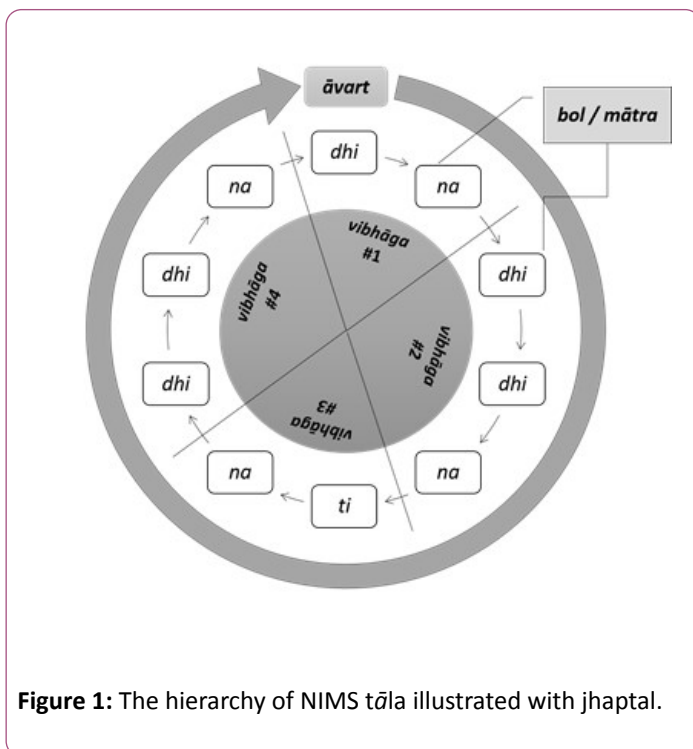 āvart
bol / mātra
dhi
na
dhi
dhi
na
ti
na
dhi
dhi
na
vibhāga
#1
vibhāga
#2
vibhāga
#3
vibhāga
#4
Figure 1: The hierarchy of NIMS tāla illustrated with jhaptal.